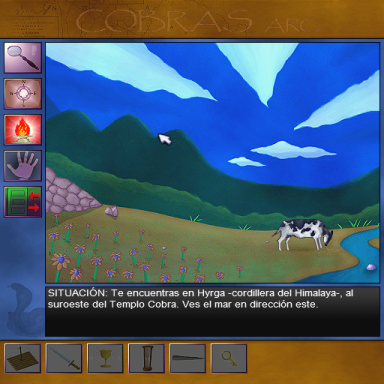 COBRAS ARC
SITUACIÓN: Te encuentras en Hyrga -cordillera del Himalaya-, al
suroeste del Templo Cobra. Ves el mar en dirección este.